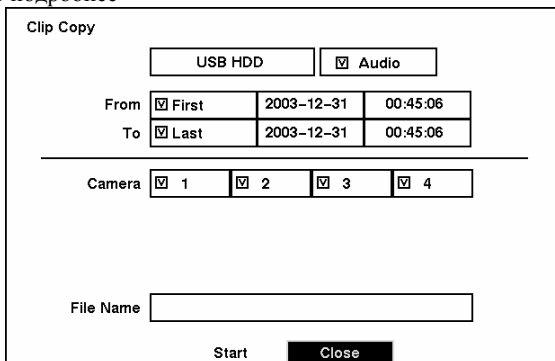 подробнее
Clip Copy
USB HDD ☑ Audio
From ☑ First 2003-12-31 00:45:06
To ☑ Last 2003-12-31 00:45:06
Camera ☑ 1 ☑ 2 ☑ 3 ☑ 4
File Name
Start Close